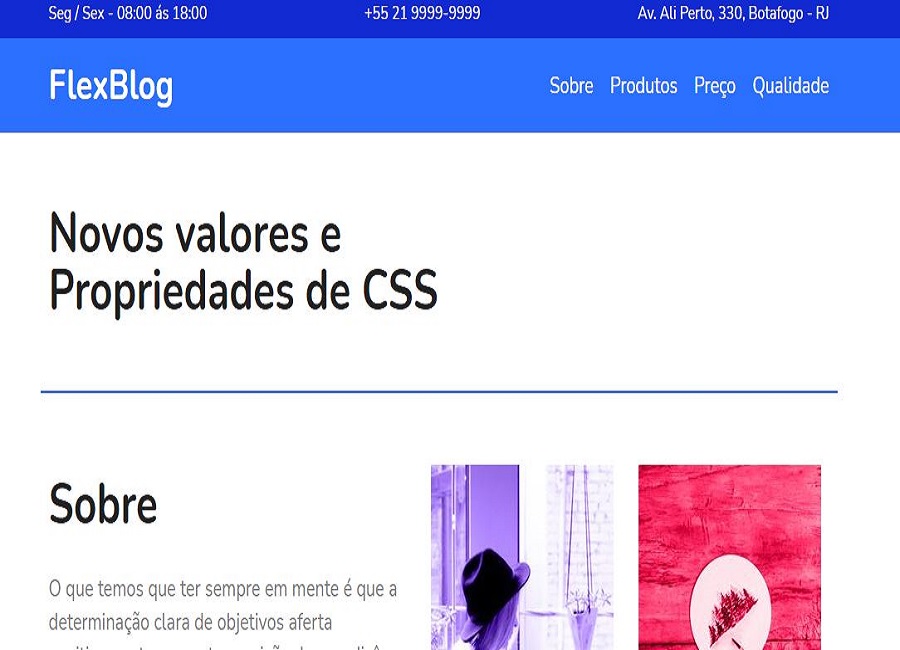 Seg / Sex - 08:00 ás 18:00
+55 21 9999-9999
Av. Ali Perto, 330, Botafogo - RJ
FlexBlog
Sobre Produtos Preço Qualidade
Novos valores e
Propriedades de CSS
Sobre
O que temos que ter sempre em mente é que a
determinação clara de objetivos aferta